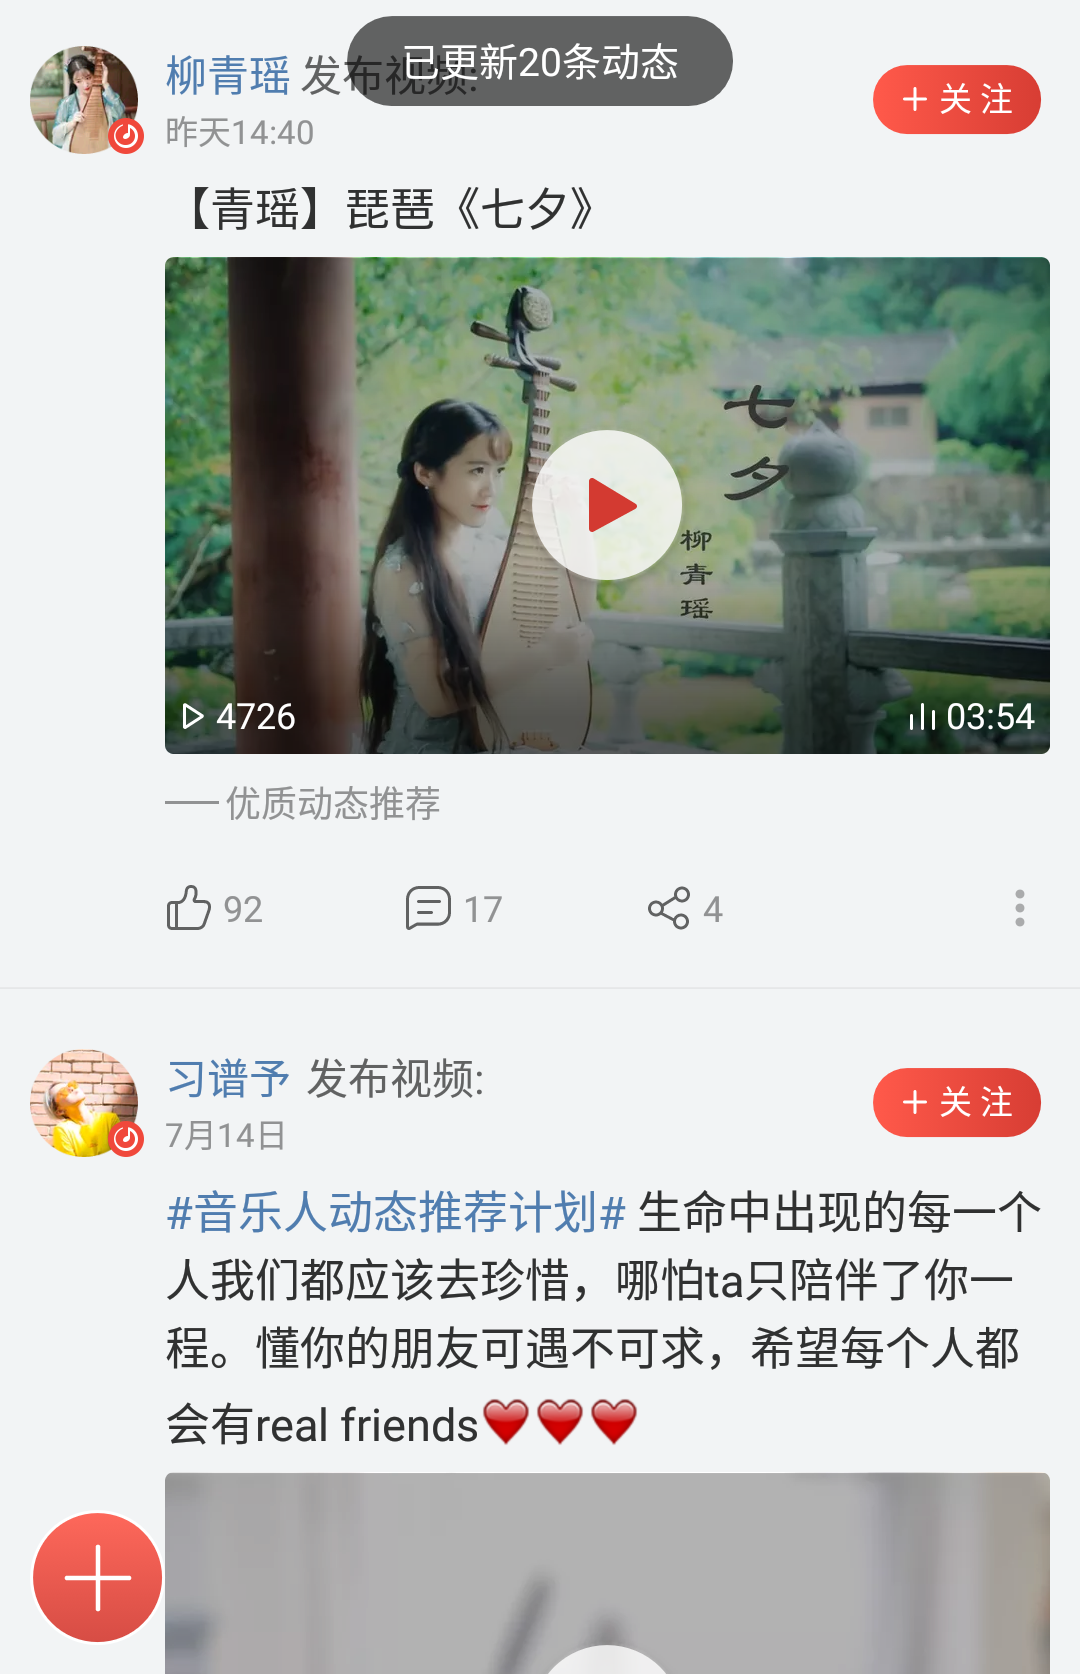 柳青瑶 发布视频:
已更新20条动态
+ 关注
昨天14:40
【青瑶】琵琶《七夕》
七夕
柳青瑶
4726
03:54
—— 优质动态推荐
92
17
4
习谱予 发布视频:
+ 关注
7月14日
#音乐人动态推荐计划# 生命中出现的每一个
人我们都应该去珍惜，哪怕ta只陪伴了你一
程。懂你的朋友可遇不可求，希望每个人都
会有real friends❤❤❤